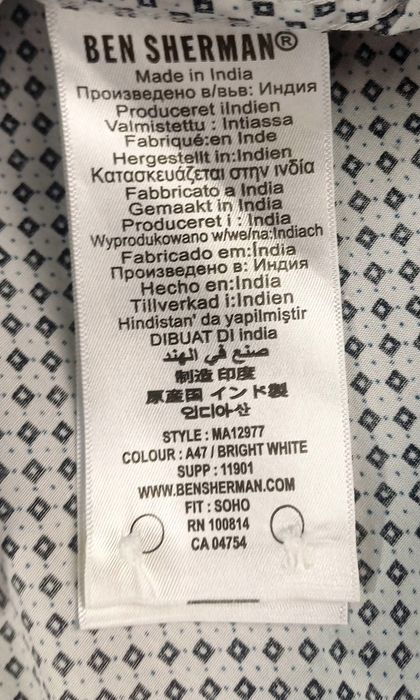 BEN SHERMAN®
Made in India
Произведено в/във: Индия
Produceret iIndien
Valmistettu : Intiassa
Fabriqué:en Inde
Hergestellt in:Indien
Κατασκευάζεται στην ινδία
Fabbricato a India
Gemaakt in India
Produceret i : India
Wyprodukowano w/we/na:Indiach
Fabricado em:Índia
Произведено в: Индия
Hecho en:India
Tillverkad i:Indien
Hindistan' da yapilmiştir
DIBUAT DI india
صنع في الهند
制造 印度
原産国 インド製
인디아산
STYLE : MA12977
COLOUR : A47 / BRIGHT WHITE
SUPP : 11901
WWW.BENSHERMAN.COM
FIT : SOHO
RN 100814
CA 04754